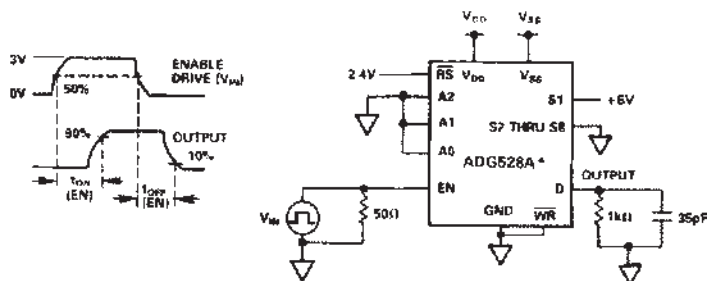 3V
0V
50%
ENABLE
DRIVE (VIN)
90%
OUTPUT
10%
tON
(EN)
tOFF
(EN)
VDD
VSS
2.4V
RS
VDD
VSS
A2
A1
A0
EN
S1
+5V
S2 THRU S8
ADG528A*
OUTPUT
D
GND
WR
VIN
50Ω
1kΩ
35pF